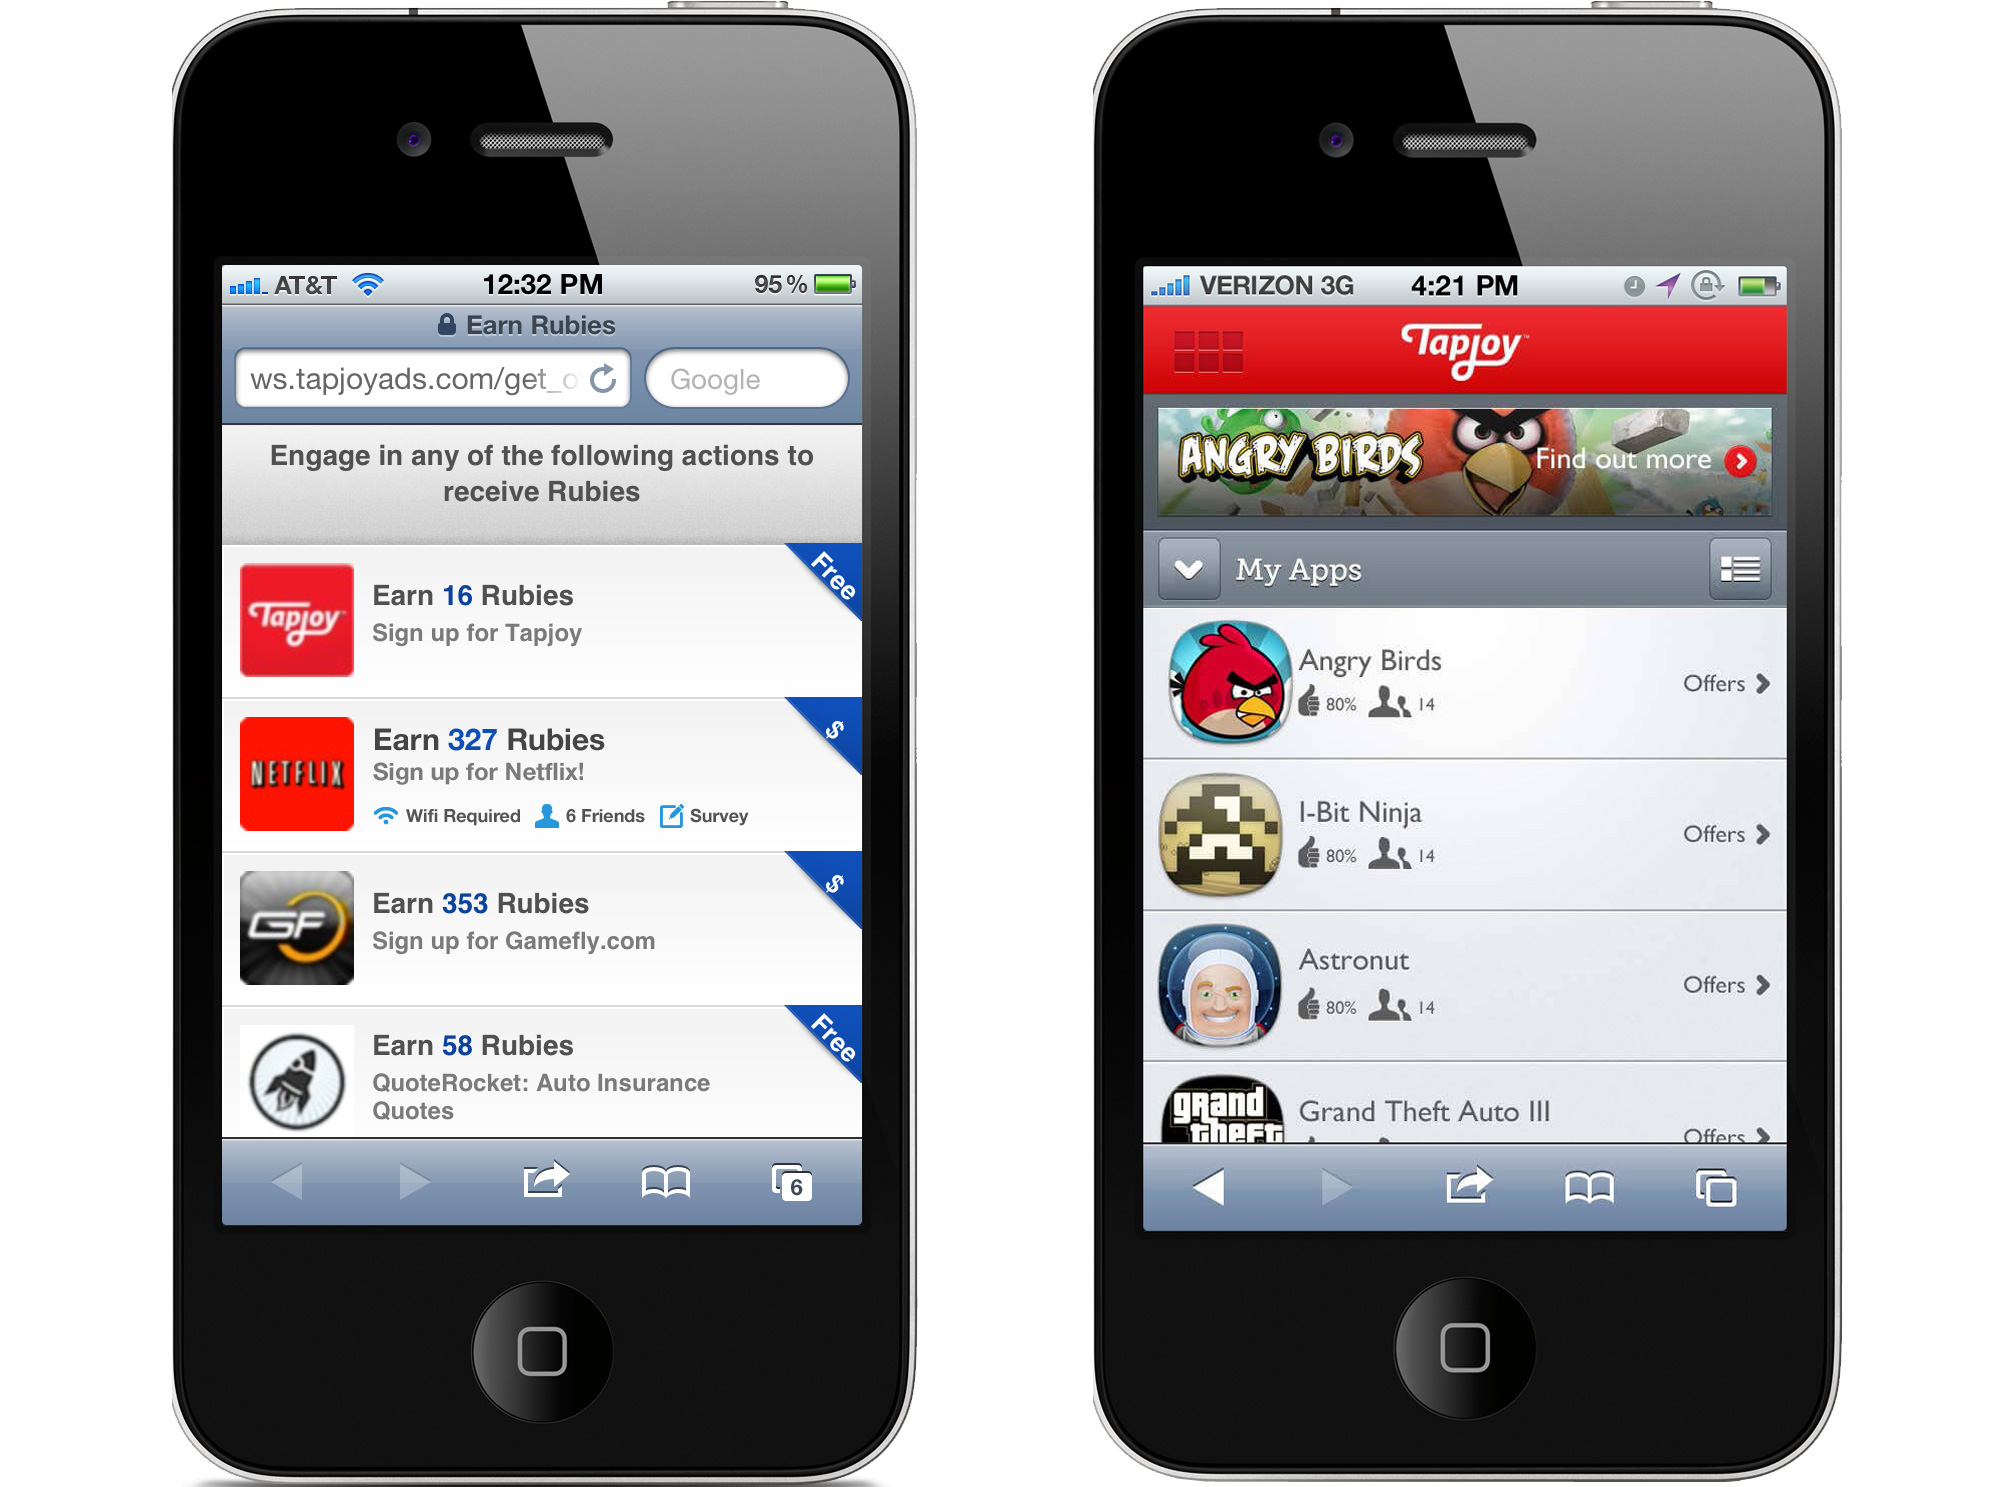 AT&T 12:32 PM 95%
Earn Rubies
ws.tapjoyads.com/get_o Google
Engage in any of the following actions to
receive Rubies
Free
Tapjoy
Earn 16 Rubies
Sign up for Tapjoy
$
NETFLIX
Earn 327 Rubies
Sign up for Netflix!
Wifi Required 6 Friends Survey
$
GF
Earn 353 Rubies
Sign up for Gamefly.com
Free
Earn 58 Rubies
QuoteRocket: Auto Insurance
Quotes
6
VERIZON 3G 4:21 PM
Tapjoy™
ANGRY BIRDS Find out more
My Apps
Angry Birds
80% 14
Offers
1-Bit Ninja
80% 14
Offers
Astronut
80% 14
Offers
grand
theft
Grand Theft Auto III
Offers